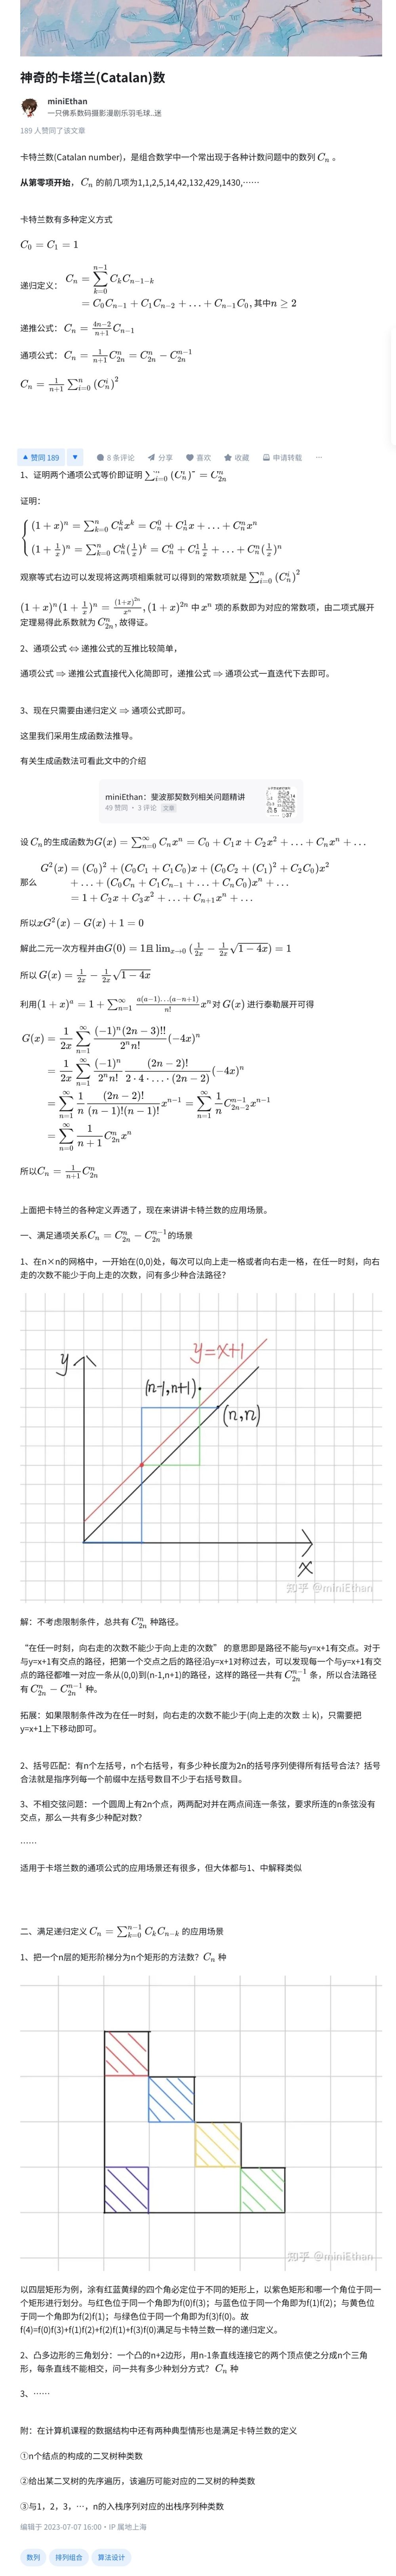 神奇的卡塔兰(Catalan)数
miniEthan
一只佛系数码摄影漫剧乐羽毛球..迷
189 人赞同了该文章
卡特兰数(Catalan number)，是组合数学中一个常出现于各种计数问题中的数列 C_n 。
从第零项开始， C_n 的前几项为1,1,2,5,14,42,132,429,1430,……
卡特兰数有多种定义方式
C_0 = C_1 = 1
递归定义： C_n = \sum_{k=0}^{n-1} C_k C_{n-1-k}
= C_0C_{n-1} + C_1C_{n-2} + ... + C_{n-1}C_0, 其中n ≥ 2
递推公式： C_n = \frac{4n-2}{n+1} C_{n-1}
通项公式： C_n = \frac{1}{n+1} C_{2n}^n = C_{2n}^n − C_{2n}^{n-1}
C_n = \frac{1}{n+1} \sum_{i=0}^{n} (C_n^i)^2
赞同 189
8 条评论
分享
喜欢
收藏
申请转载
…
1、证明两个通项公式等价即证明 \sum_{i=0}^{n} (C_n^i)^2 = C_{2n}^n
证明：
(1 + x)^n = \sum_{k=0}^{n} C_n^k x^k = C_n^0 + C_n^1 x + ... + C_n^n x^n
(1 + \frac{1}{x})^n = \sum_{k=0}^{n} C_n^k (\frac{1}{x})^k = C_n^0 + C_n^1 \frac{1}{x} + ... + C_n^n (\frac{1}{x})^n
观察等式右边可以发现将这两项相乘就可以得到的常数项就是 \sum_{i=0}^{n} (C_n^i)^2
(1 + x)^n (1 + \frac{1}{x})^n = \frac{(1+x)^{2n}}{x^n}, (1 + x)^{2n} 中 x^n 项的系数即为对应的常数项，由二项式展开
定理易得此系数就为 C_{2n}^n, 故得证。
2、通项公式 ⇔ 递推公式的互推比较简单，
通项公式 ⇒ 递推公式直接代入化简即可，递推公式 ⇒ 通项公式一直迭代下去即可。
3、现在只需要由递归定义 ⇒ 通项公式即可。
这里我们采用生成函数法推导。
有关生成函数法可看此文中的介绍
miniEthan：斐波那契数列相关问题精讲
49 赞同 · 3 评论 文章
设 C_n 的生成函数为G(x) = \sum_{n=0}^{∞} C_n x^n = C_0 + C_1x + C_2x^2 + ... + C_nx^n + ...
那么 G^2(x) = (C_0)^2 + (C_0C_1 + C_1C_0)x + (C_0C_2 + (C_1)^2 + C_2C_0)x^2
+ ... + (C_0C_n + C_1C_{n-1} + ... + C_nC_0)x^n + ...
= 1 + C_2x + C_3x^2 + ... + C_{n+1}x^n + ...
所以xG^2(x) − G(x) + 1 = 0
解此二元一次方程并由G(0) = 1且 \lim_{x→0} (\frac{1}{2x} − \frac{1}{2x}\sqrt{1 − 4x}) = 1
所以 G(x) = \frac{1}{2x} − \frac{1}{2x}\sqrt{1 − 4x}
利用(1 + x)^a = 1 + \sum_{n=1}^{∞} \frac{a(a−1)...(a−n+1)}{n!} x^n 对 G(x) 进行泰勒展开可得
G(x) = \frac{1}{2x} \sum_{n=1}^{∞} \frac{(−1)^n(2n − 3)!!}{2^n n!} (−4x)^n
= \frac{1}{2x} \sum_{n=1}^{∞} \frac{(−1)^n}{2^n n!} \frac{(2n − 2)!}{2 · 4 · ... · (2n − 2)} (−4x)^n
= \sum_{n=1}^{∞} \frac{1}{n} \frac{(2n − 2)!}{(n − 1)!(n − 1)!} x^{n−1} = \sum_{n=1}^{∞} \frac{1}{n} C_{2n−2}^{n−1} x^{n−1}
= \sum_{n=0}^{∞} \frac{1}{n + 1} C_{2n}^n x^n
所以C_n = \frac{1}{n+1} C_{2n}^n
上面把卡特兰的各种定义弄透了，现在来讲讲卡特兰数的应用场景。
一、满足通项关系C_n = C_{2n}^n − C_{2n}^{n−1}的场景
1、在n×n的网格中，一开始在(0,0)处，每次可以向上走一格或者向右走一格，在任一时刻，向右
走的次数不能少于向上走的次数，问有多少种合法路径？
y
y=x+1
(n-1,n+1)
(n,n)
x
知乎 @miniEthan
解：不考虑限制条件，总共有 C_{2n}^n 种路径。
“在任一时刻，向右走的次数不能少于向上走的次数” 的意思即是路径不能与y=x+1有交点。对于
与y=x+1有交点的路径，把第一个交点之后的路径沿y=x+1对称过去，可以发现每一个与y=x+1有交
点的路径都唯一对应一条从(0,0)到(n-1,n+1)的路径，这样的路径一共有 C_{2n}^{n−1} 条，所以合法路径
有 C_{2n}^n − C_{2n}^{n−1} 种。
拓展：如果限制条件改为在任一时刻，向右走的次数不能少于(向上走的次数 ± k)，只需要把
y=x+1上下移动即可。
2、括号匹配：有n个左括号，n个右括号，有多少种长度为2n的括号序列使得所有括号合法？括号
合法就是指序列每一个前缀中左括号数目不少于右括号数目。
3、不相交弦问题：一个圆周上有2n个点，两两配对并在两点间连一条弦，要求所连的n条弦没有
交点，那么一共有多少种配对数？
……
适用于卡塔兰数的通项公式的应用场景还有很多，但大体都与1、中解释类似
二、满足递归定义 C_n = \sum_{k=0}^{n−1} C_k C_{n−k} 的应用场景
1、把一个n层的矩形阶梯分为n个矩形的方法数？ C_n 种
知乎 @miniEthan
以四层矩形为例，涂有红蓝黄绿的四个角必定位于不同的矩形上，以紫色矩形和哪一个角位于同一
个矩形进行划分。与红色位于同一个角即为f(0)f(3)；与蓝色位于同一个角即为f(1)f(2)；与黄色位
于同一个角即为f(2)f(1)；与绿色位于同一个角即为f(3)f(0)。故
f(4)=f(0)f(3)+f(1)f(2)+f(2)f(1)+f(3)f(0)满足与卡特兰数一样的递归定义。
2、凸多边形的三角划分：一个凸的n+2边形，用n-1条直线连接它的两个顶点使之分成n个三角
形，每条直线不能相交，问一共有多少种划分方式？ C_n 种
3、……
附：在计算机课程的数据结构中还有两种典型情形也是满足卡特兰数的定义
①n个结点的构成的二叉树种类数
②给出某二叉树的先序遍历，该遍历可能对应的二叉树的种类数
③与1，2，3，…，n的入栈序列对应的出栈序列种类数
编辑于 2023-07-07 16:00・IP 属地上海
数列
排列组合
算法设计